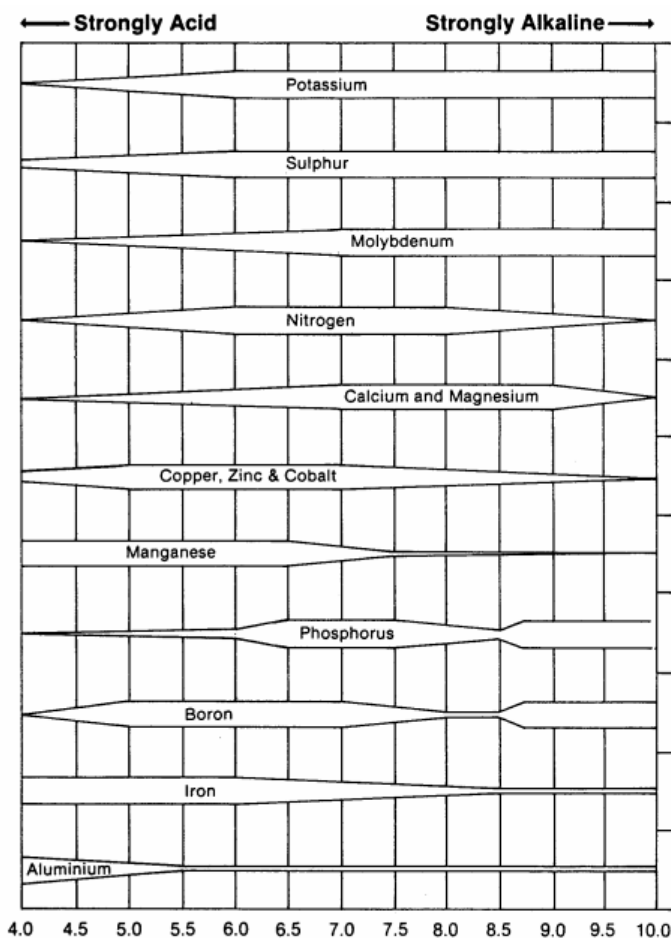 Strongly Acid Strongly Alkaline
Potassium
Sulphur
Molybdenum
Nitrogen
Calcium and Magnesium
Copper, Zinc & Cobalt
Manganese
Phosphorus
Boron
Iron
Aluminium
4.0 4.5 5.0 5.5 6.0 6.5 7.0 7.5 8.0 8.5 9.0 9.5 10.0